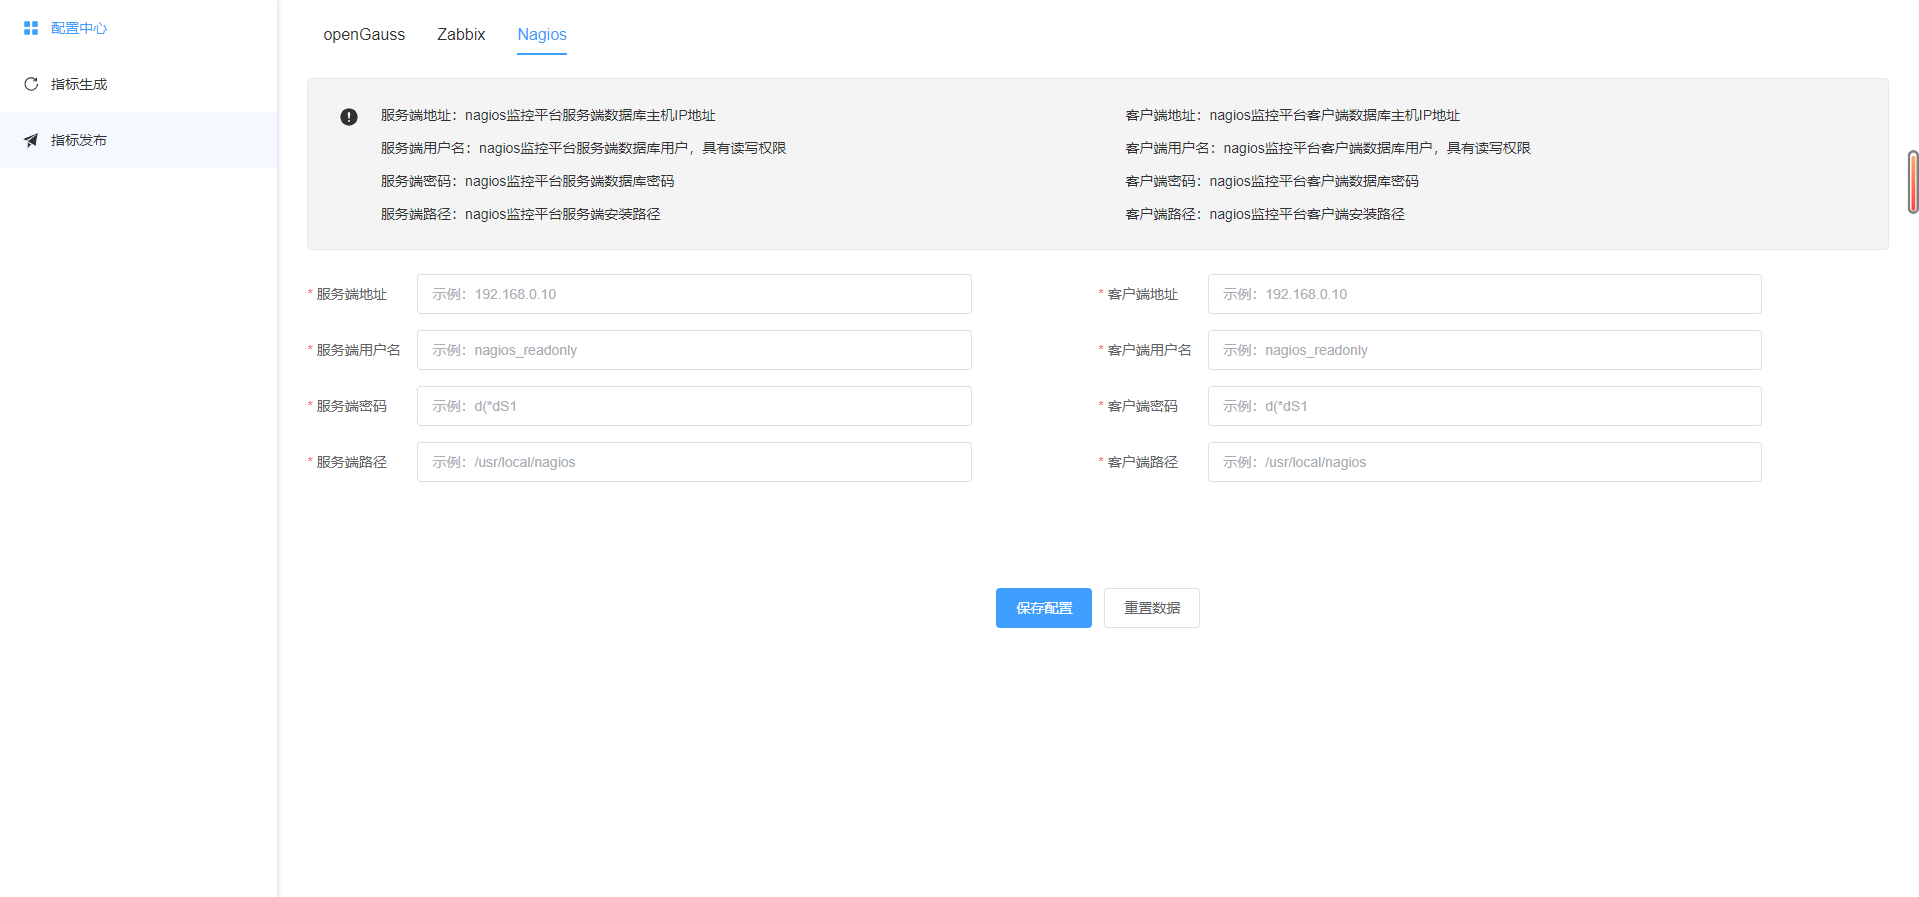 配置中心
指标生成
指标发布
openGauss Zabbix Nagios
服务端地址：nagios监控平台服务端数据库主机IP地址
客户端地址：nagios监控平台客户端数据库主机IP地址
服务端用户名：nagios监控平台服务端数据库用户，具有读写权限
客户端用户名：nagios监控平台客户端数据库用户，具有读写权限
服务端密码：nagios监控平台服务端数据库密码
客户端密码：nagios监控平台客户端数据库密码
服务端路径：nagios监控平台服务端安装路径
客户端路径：nagios监控平台客户端安装路径
* 服务端地址 示例：192.168.0.10
* 客户端地址 示例：192.168.0.10
* 服务端用户名 示例：nagios_readonly
* 客户端用户名 示例：nagios_readonly
* 服务端密码 示例：d(*dS1
* 客户端密码 示例：d(*dS1
* 服务端路径 示例：/usr/local/nagios
* 客户端路径 示例：/usr/local/nagios
保存配置 重置数据